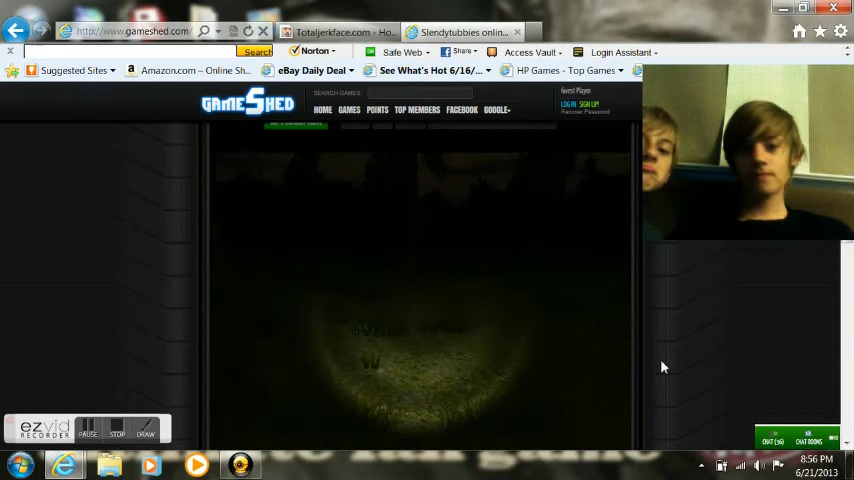 http://www.gameshed.com/
Totaljerkface.com - Ho...
Slendytubbies onlin...
Search
Norton
OK Safe Web
Share
Access Vault
Login Assistant
Suggested Sites
Amazon.com – Online Sh...
eBay Daily Deal
See What's Hot 6/16/...
HP Games - Top Games
GAMESHED
SEARCH GAMES
HOME GAMES POINTS TOP MEMBERS FACEBOOK GOOGLE+
Guest Player
LOG IN SIGN UP!
Recover Password
ezvid
RECORDER
PAUSE STOP DRAW
CHAT (36) CHAT ROOMS
game
8:56 PM
6/21/2013